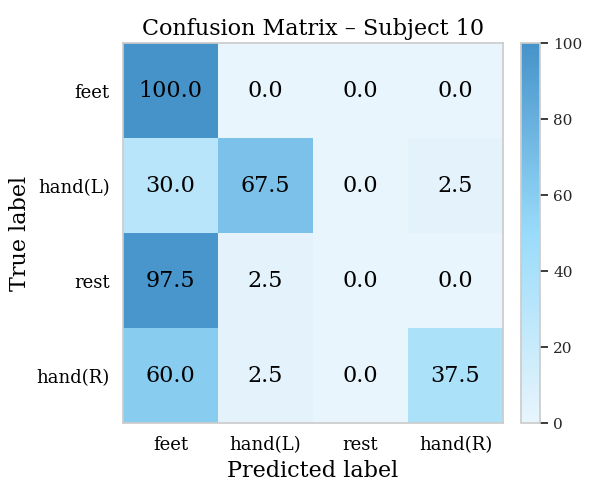 Confusion Matrix – Subject 10
True label
feet 100.0 0.0 0.0 0.0
hand(L) 30.0 67.5 0.0 2.5
rest 97.5 2.5 0.0 0.0
hand(R) 60.0 2.5 0.0 37.5
feet hand(L) rest hand(R)
Predicted label
100
80
60
40
20
0